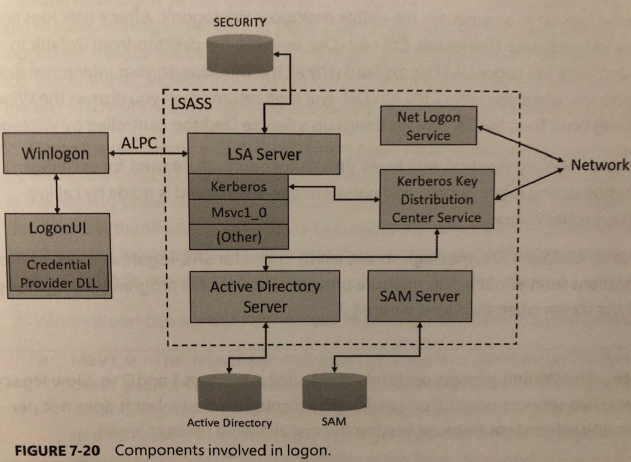 SECURITY
LSASS
Net Logon
Service
Winlogon
ALPC
LSA Server
Network
Kerberos
Msvc1_0
(Other)
Kerberos Key
Distribution
Center Service
LogonUI
Credential
Provider DLL
Active Directory
Server
SAM Server
Active Directory
SAM
FIGURE 7-20 Components involved in logon.